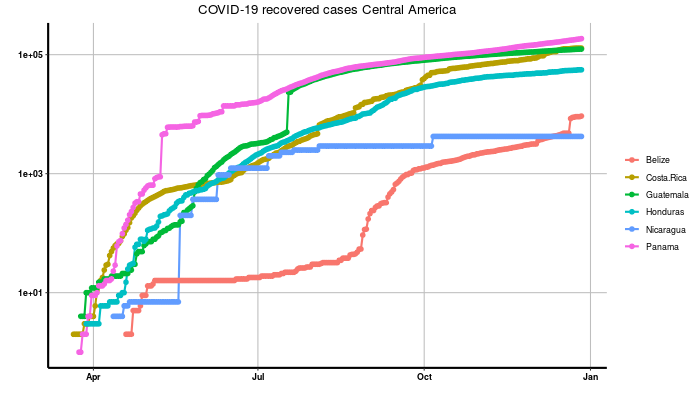 COVID-19 recovered cases Central America
1e+05
1e+03
1e+01
Apr
Jul
Oct
Jan
Belize
Costa.Rica
Guatemala
Honduras
Nicaragua
Panama